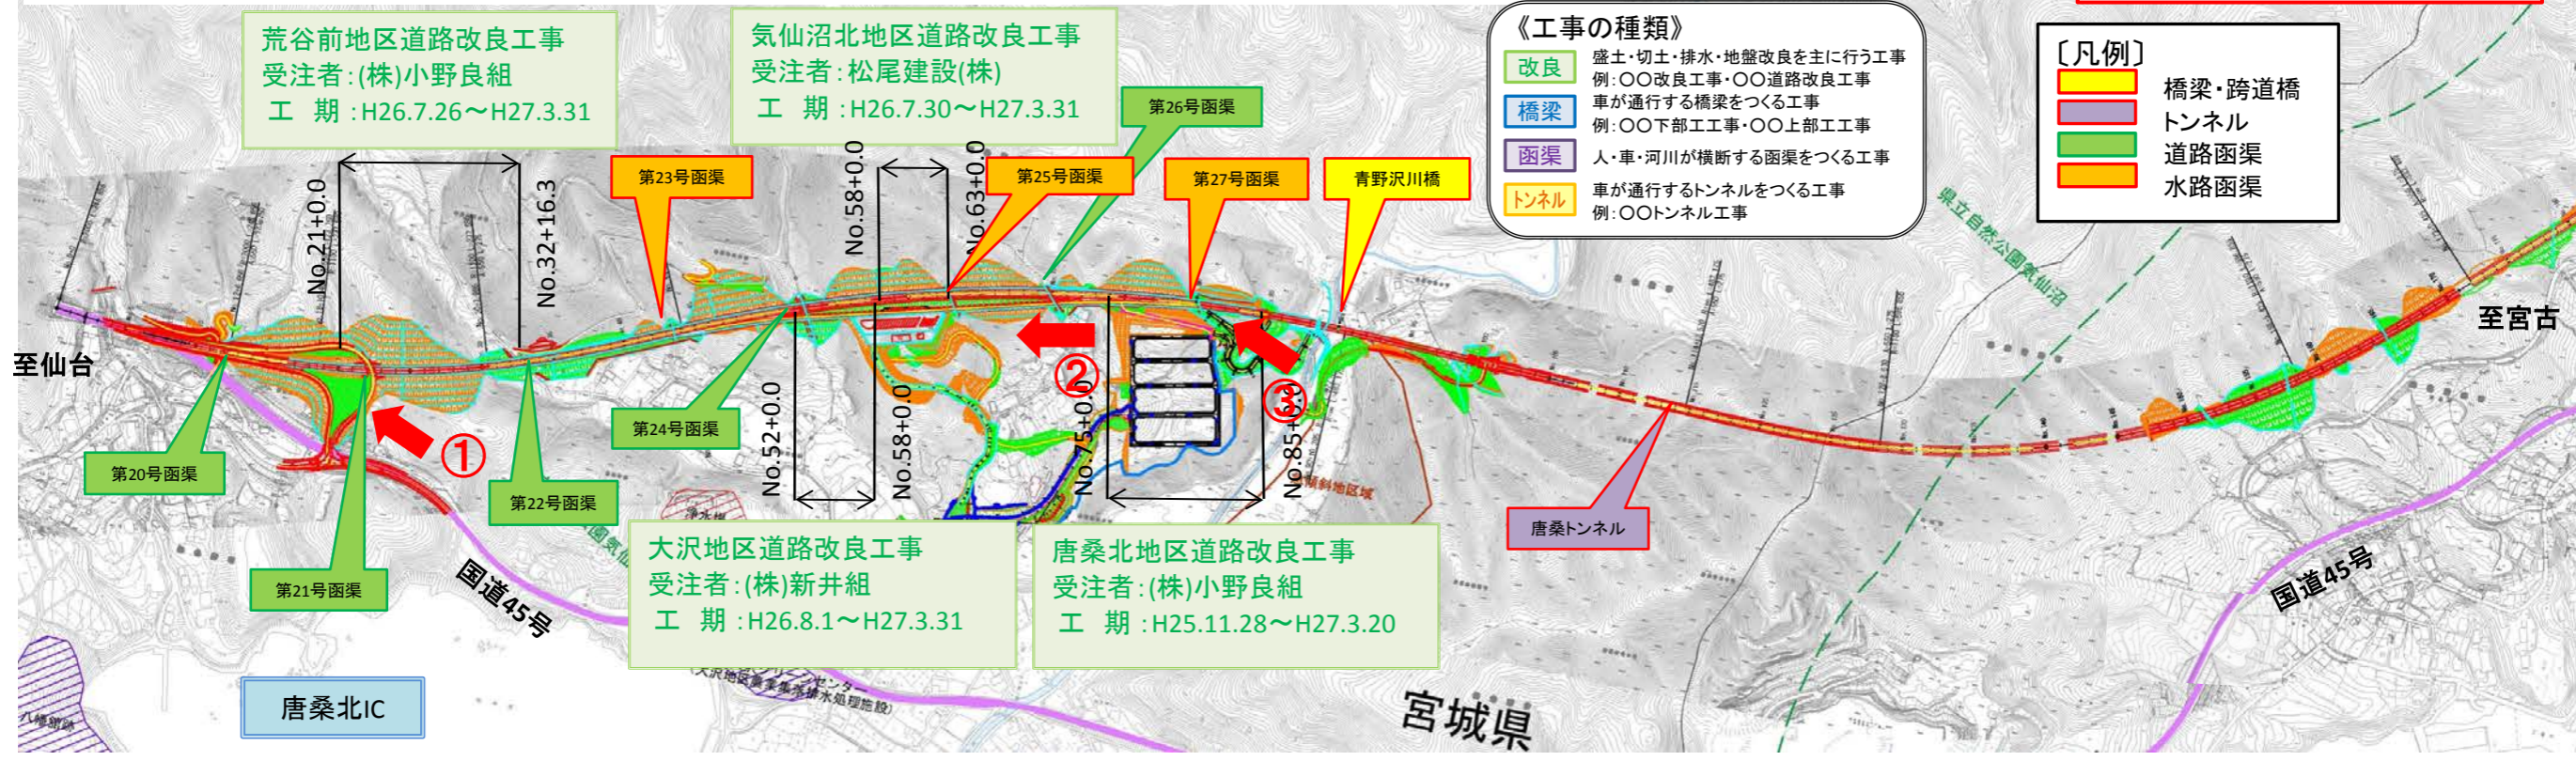 荒谷前地区道路改良工事
受注者:(株)小野良組
工 期:H26.7.26～H27.3.31
気仙沼北地区道路改良工事
受注者:松尾建設(株)
工 期:H26.7.30～H27.3.31
《工事の種類》
改良
盛土・切土・排水・地盤改良を主に行う工事
例:〇〇改良工事・〇〇道路改良工事
橋梁
車が通行する橋梁をつくる工事
例:〇〇下部工工事・〇〇上部工工事
函渠
人・車・河川が横断する函渠をつくる工事
トンネル
車が通行するトンネルをつくる工事
例:〇〇トンネル工事
〔凡例〕
橋梁・跨道橋
トンネル
道路函渠
水路函渠
第26号函渠
第23号函渠
第25号函渠
第27号函渠
青野沢川橋
No.21+0.0
No.32+16.3
No.58+0.0
No.63+0.0
県立自然公園気仙沼
至仙台
至宮古
①
②
③
第20号函渠
第21号函渠
第22号函渠
第24号函渠
No.52+0.0
No.58+0.0
No.75+0.0
No.85+0.0
傾斜地区域
唐桑トンネル
国道45号
国道45号
大沢地区道路改良工事
受注者:(株)新井組
工 期:H26.8.1～H27.3.31
唐桑北地区道路改良工事
受注者:(株)小野良組
工 期:H25.11.28～H27.3.20
唐桑北IC
八幡舘跡
宮城県